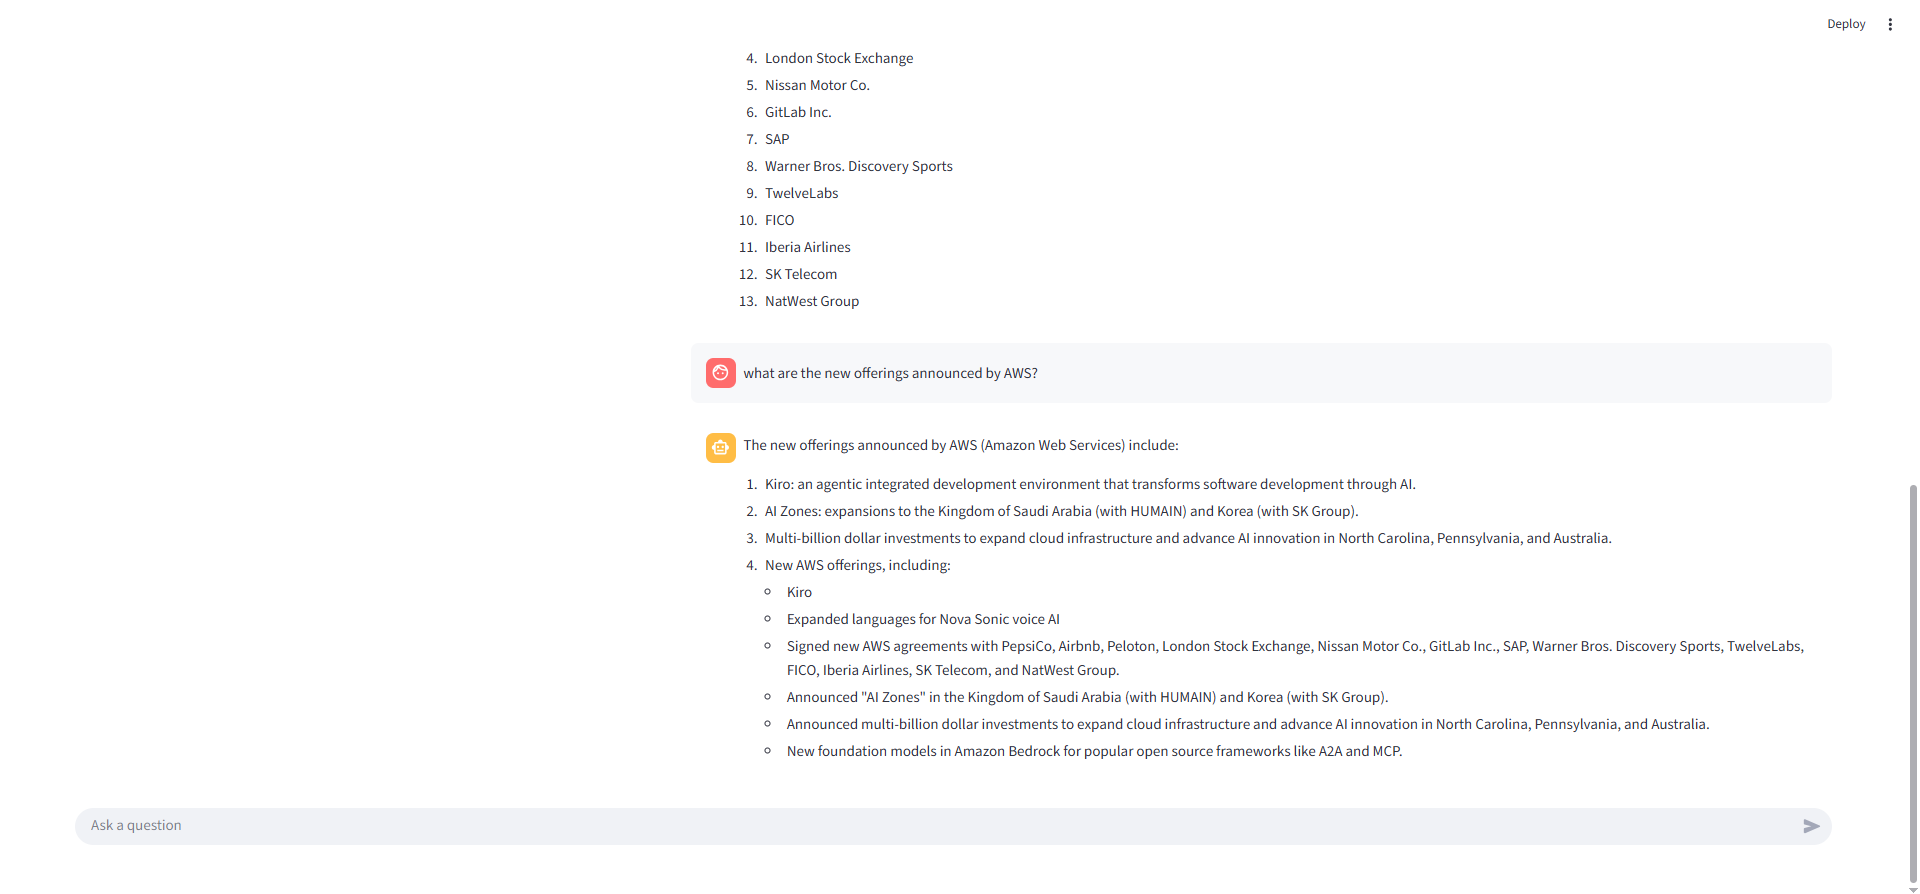 Deploy
4. London Stock Exchange
5. Nissan Motor Co.
6. GitLab Inc.
7. SAP
8. Warner Bros. Discovery Sports
9. TwelveLabs
10. FICO
11. Iberia Airlines
12. SK Telecom
13. NatWest Group
what are the new offerings announced by AWS?
The new offerings announced by AWS (Amazon Web Services) include:
1. Kiro: an agentic integrated development environment that transforms software development through AI.
2. AI Zones: expansions to the Kingdom of Saudi Arabia (with HUMAIN) and Korea (with SK Group).
3. Multi-billion dollar investments to expand cloud infrastructure and advance AI innovation in North Carolina, Pennsylvania, and Australia.
4. New AWS offerings, including:
Kiro
Expanded languages for Nova Sonic voice AI
Signed new AWS agreements with PepsiCo, Airbnb, Peloton, London Stock Exchange, Nissan Motor Co., GitLab Inc., SAP, Warner Bros. Discovery Sports, TwelveLabs,
FICO, Iberia Airlines, SK Telecom, and NatWest Group.
Announced "AI Zones" in the Kingdom of Saudi Arabia (with HUMAIN) and Korea (with SK Group).
Announced multi-billion dollar investments to expand cloud infrastructure and advance AI innovation in North Carolina, Pennsylvania, and Australia.
New foundation models in Amazon Bedrock for popular open source frameworks like A2A and MCP.
Ask a question